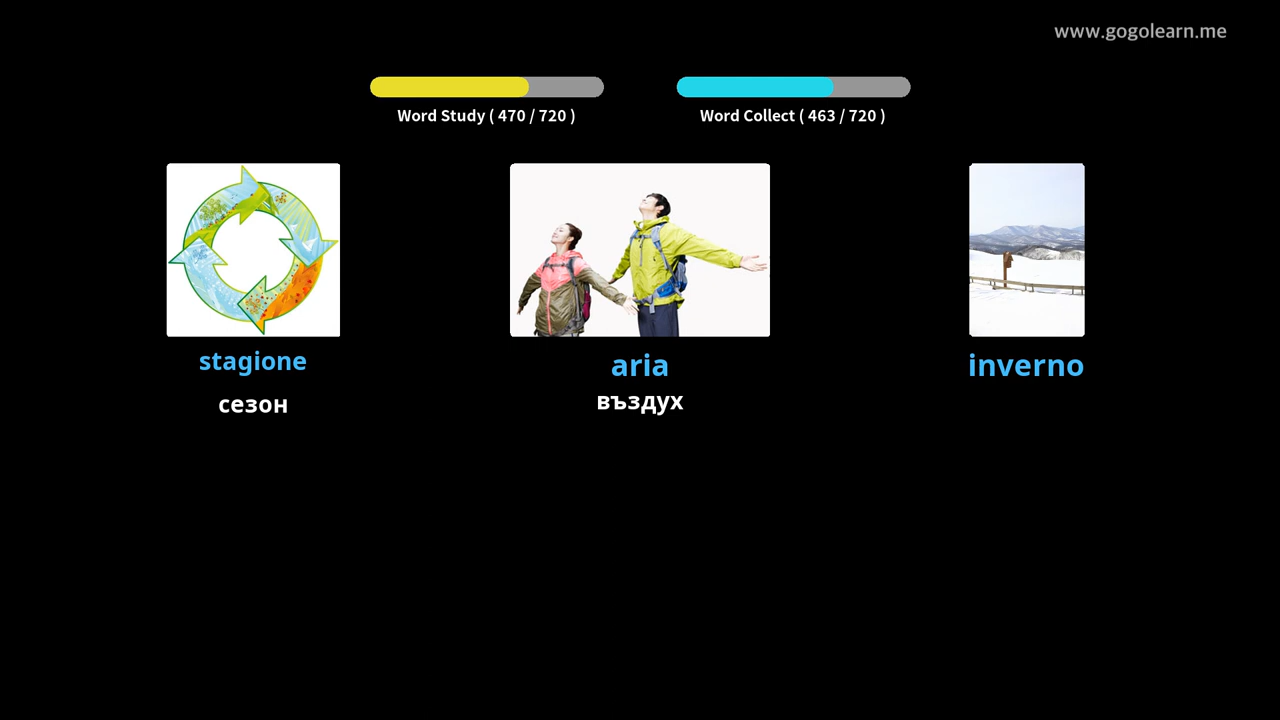 www.gogolearn.me
Word Study ( 470 / 720 )
Word Collect ( 463 / 720 )
stagione
сезон
aria
въздух
inverno